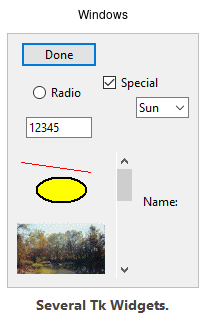 Windows
Done
Special
Radio
Sun
12345
Name:
Several Tk Widgets.